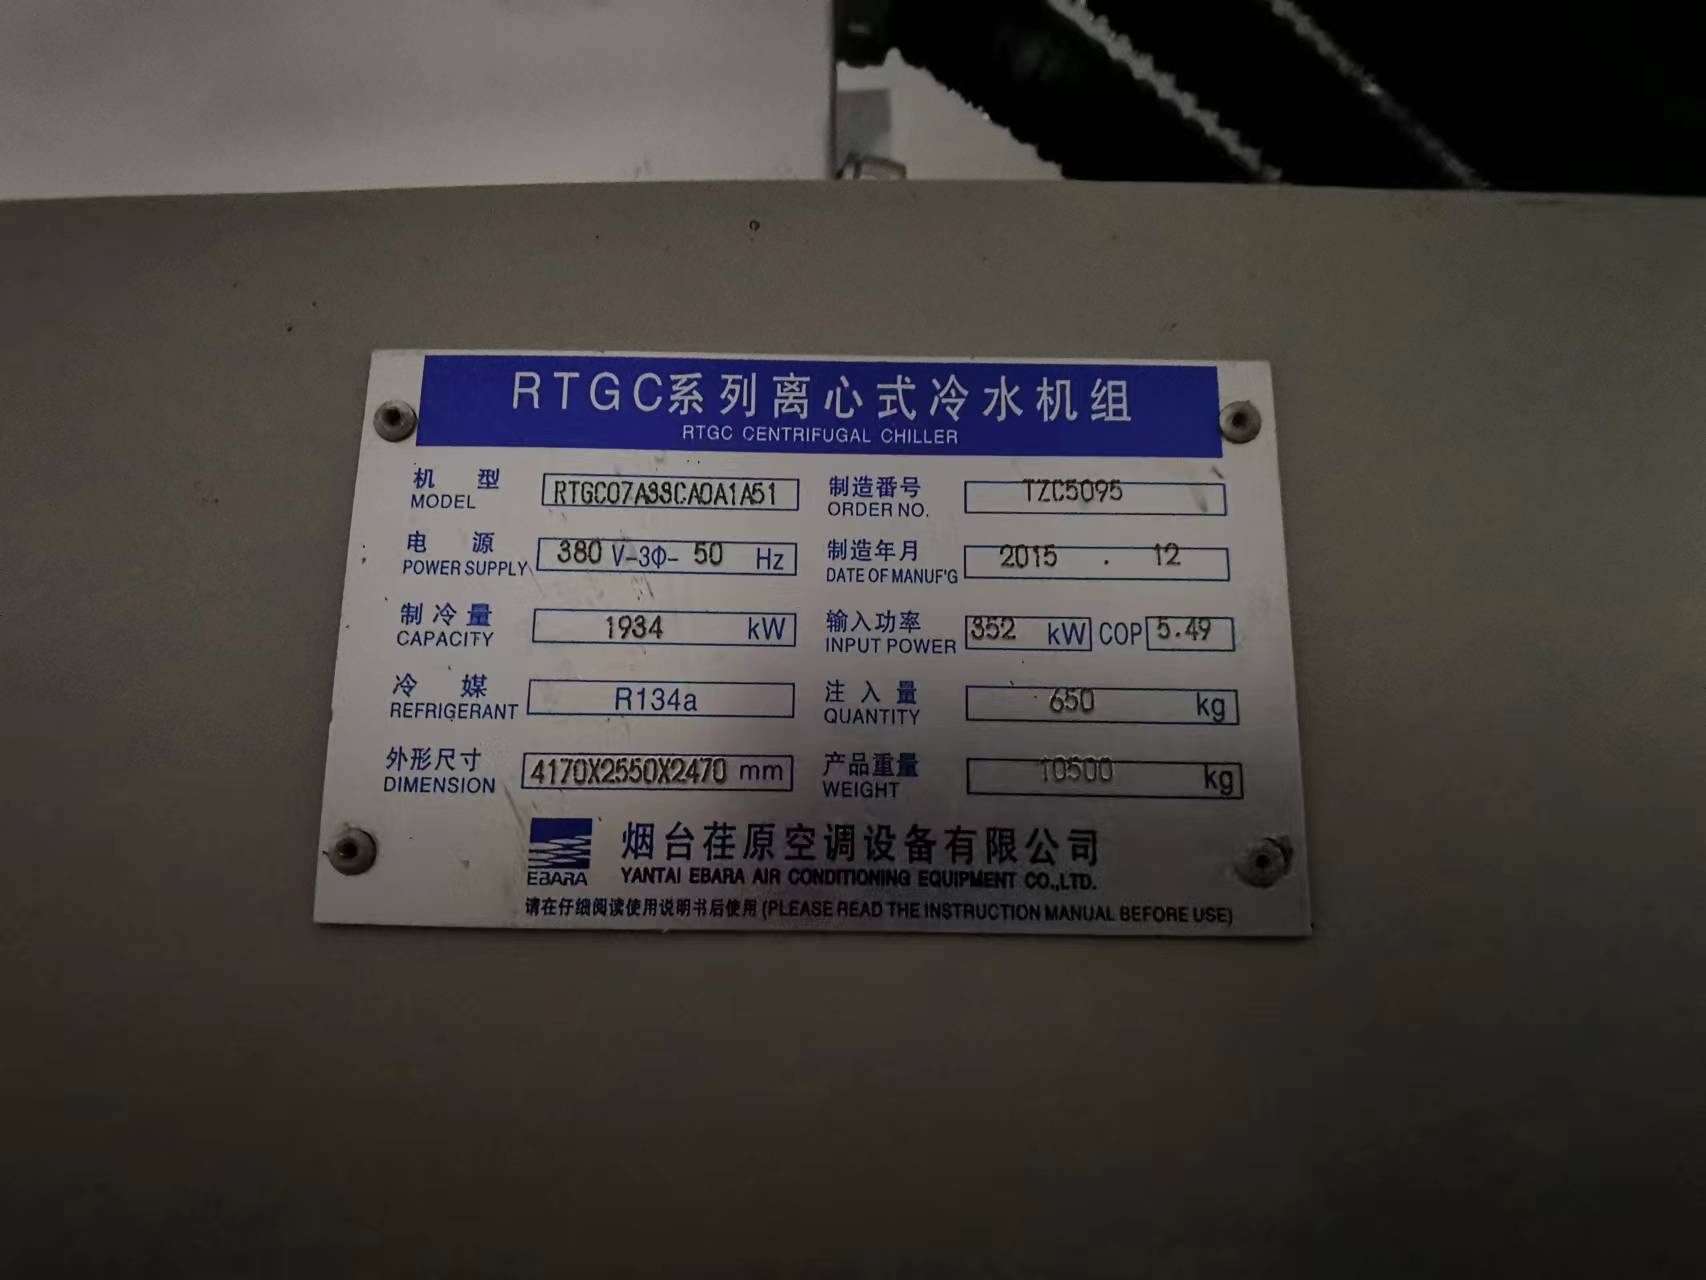 RTGC系列离心式冷水机组
RTGC CENTRIFUGAL CHILLER
机 型 RTGC07A33CA0A1A51 制造番号 TZC5095
MODEL ORDER NO.
电 源 380 V-3Φ- 50 Hz 制造年月 2015 . 12
POWER SUPPLY DATE OF MANUF'G
制冷量 1934 kW 输入功率 352 kW COP 5.49
CAPACITY INPUT POWER
冷 媒 R134a 注入量 650 kg
REFRIGERANT QUANTITY
外形尺寸 4170X2550X2470 mm 产品重量 10500 kg
DIMENSION WEIGHT
烟台荏原空调设备有限公司
EBARA YANTAI EBARA AIR CONDITIONING EQUIPMENT CO.,LTD.
请在仔细阅读使用说明书后使用 (PLEASE READ THE INSTRUCTION MANUAL BEFORE USE)